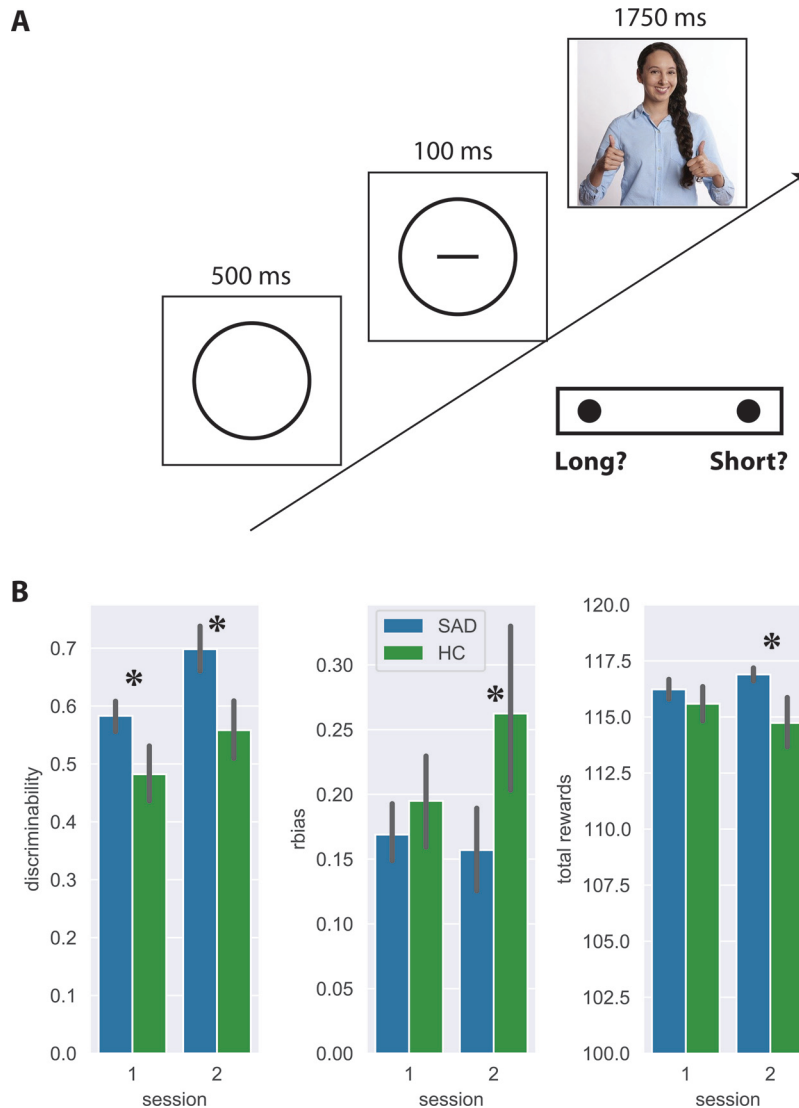 A
1750 ms
100 ms
500 ms
Long? Short?
B
0.7
0.6
0.5
0.4
0.3
0.2
0.1
0.0
discriminability
1 2
session
*
*
SAD
HC
0.30
0.25
0.20
0.15
0.10
0.05
0.00
rbias
1 2
session
*
120.0
117.5
115.0
112.5
110.0
107.5
105.0
102.5
100.0
total rewards
1 2
session
*